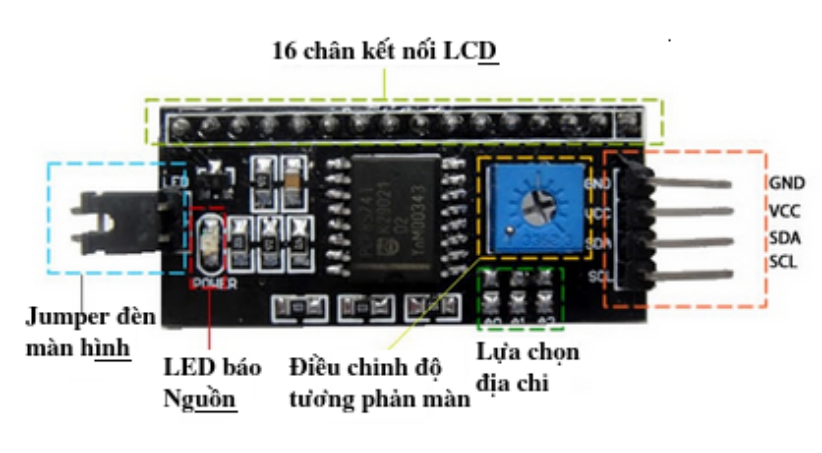 16 chân kết nối LCD
LED
GND
VCC
SDA
SCL
GND
VCC
SDA
SCL
POWER
Jumper đèn
màn hình
LED báo
Nguồn
Điều chỉnh độ
tương phản màn
Lựa chọn
địa chỉ